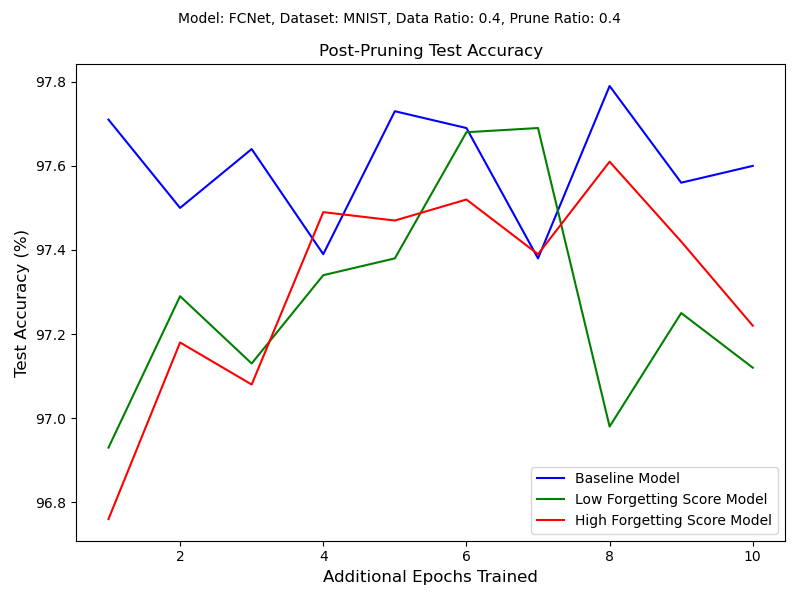 Model: FCNet, Dataset: MNIST, Data Ratio: 0.4, Prune Ratio: 0.4
Post-Pruning Test Accuracy
97.8
97.6
97.4
97.2
97.0
96.8
Test Accuracy (%)
Baseline Model
Low Forgetting Score Model
High Forgetting Score Model
2
4
6
8
10
Additional Epochs Trained